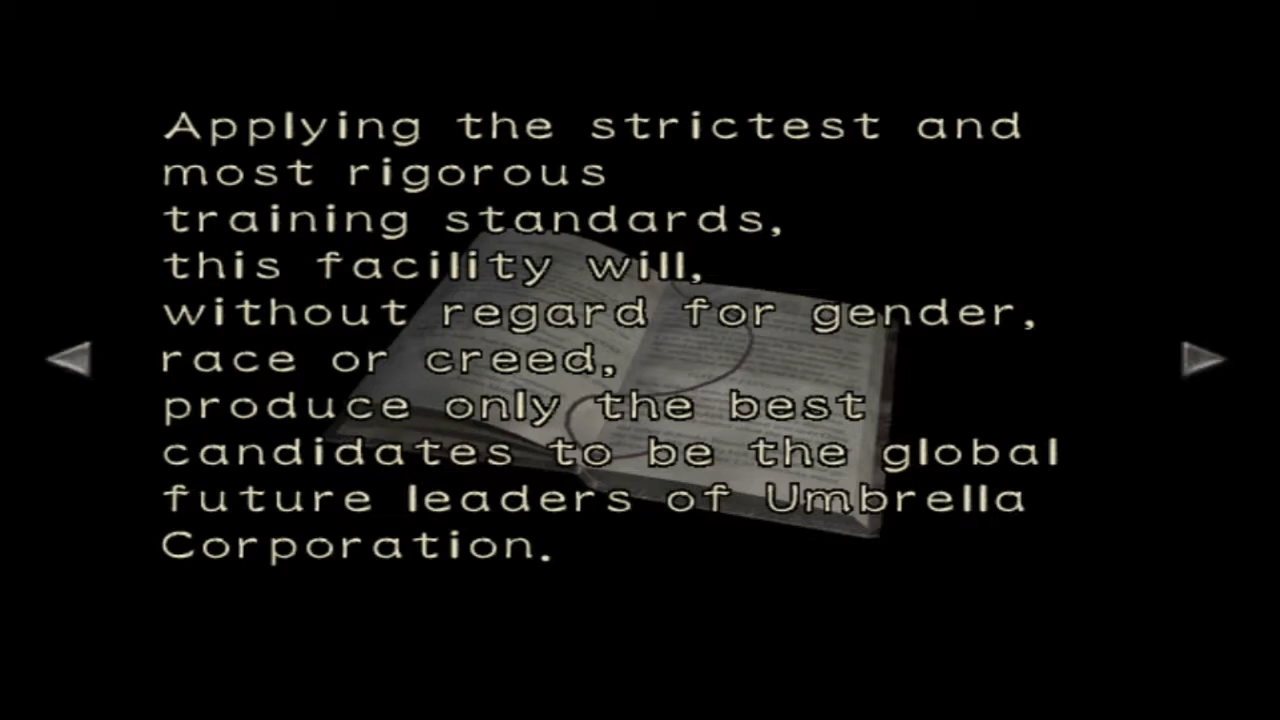 Applying the strictest and
most rigorous
training standards,
this facility will,
without regard for gender,
race or creed,
produce only the best
candidates to be the global
future leaders of Umbrella
Corporation.